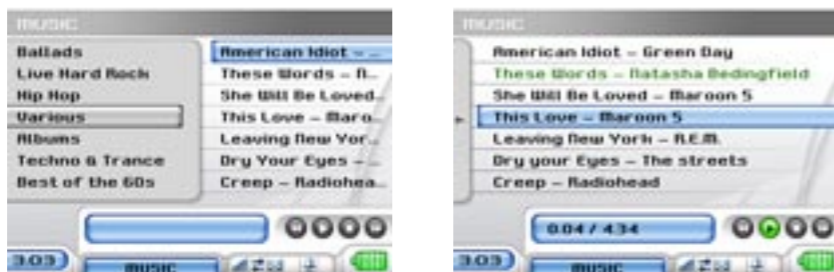 MUSIC
Ballads
Live Hard Rock
Hip Hop
Various
Albums
Techno & Trance
Best of the 60s
American Idiot - ...
These Words - N...
She Will Be Loved...
This Love - Maro...
Leaving New Yor...
Dry Your Eyes - ...
Creep - Radiohea...
3.03
MUSIC
MUSIC
American Idiot - Green Day
These Words - Natasha Bedingfield
She Will Be Loved - Maroon 5
This Love - Maroon 5
Leaving New York - R.E.M.
Dry your Eyes - The streets
Creep - Radiohead
0.04 / 4.34
3.03
MUSIC